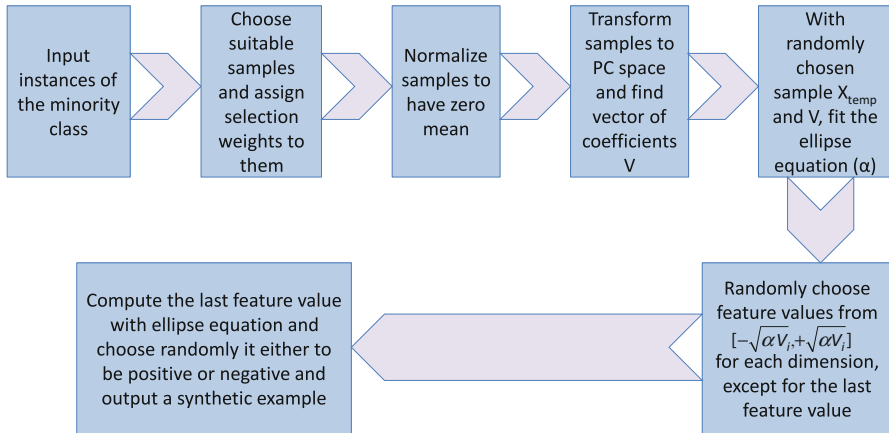 Input
instances of
the minority
class
Choose
suitable
samples
and assign
selection
weights to
them
Normalize
samples to
have zero
mean
Transform
samples to
PC space
and find
vector of
coefficients
V
With
randomly
chosen
sample X_temp
and V, fit the
ellipse
equation (α)
Randomly choose
feature values from
[-√αV_i,+√αV_i]
for each dimension,
except for the last
feature value
Compute the last feature value
with ellipse equation and
choose randomly it either to
be positive or negative and
output a synthetic example